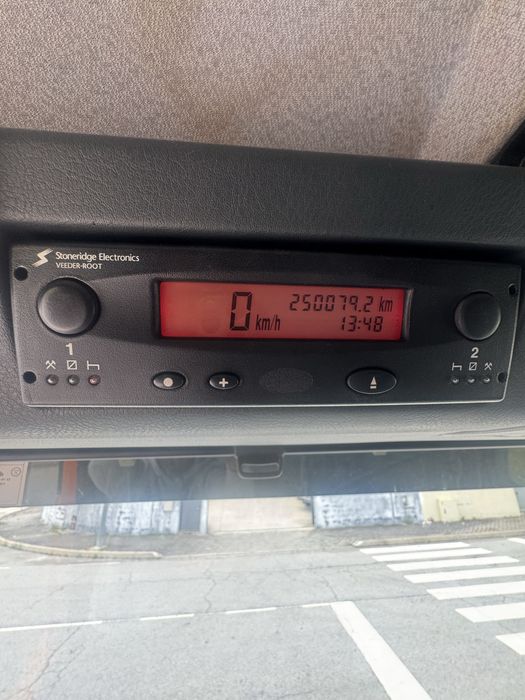 Stoneridge Electronics
VEEDER-ROOT
0 km/h
250079.2 km
13:48
1
2